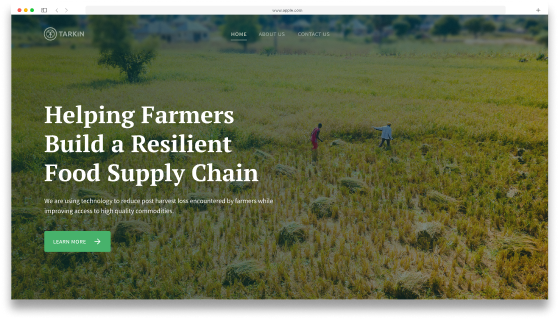 www.apple.com
TARKIN
HOME ABOUT US CONTACT US
Helping Farmers
Build a Resilient
Food Supply Chain
We are using technology to reduce post harvest loss encountered by farmers while
improving access to high quality commodities.
LEARN MORE